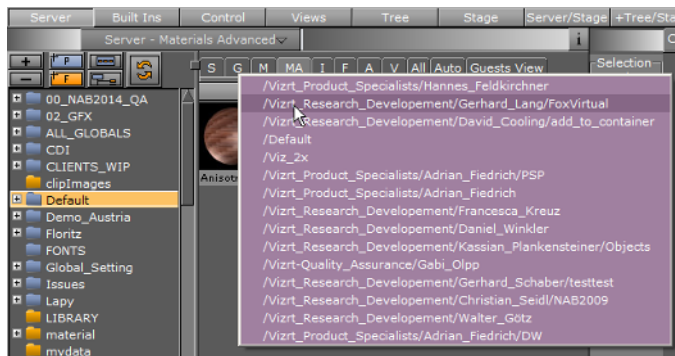 Server Built Ins Control Views Tree Stage Server/Stage +Tree/Sta
Server - Materials Advanced i
S G M MA I F A V All Auto Guests View Selection
+ P
- F
00_NAB2014_QA
02_GFX
ALL_GLOBALS
CDI
CLIENTS_WIP
clipImages
Default
Demo_Austria
Floritz
FONTS
Global_Setting
Issues
Lapy
LIBRARY
material
mydata
Anisot
/Vizrt_Product_Specialists/Hannes_Feldkirchner
/Vizrt_Research_Developement/Gerhard_Lang/FoxVirtual
/Vizrt_Research_Developement/David_Cooling/add_to_container
/Default
/Viz_2x
/Vizrt_Product_Specialists/Adrian_Fiedrich/PSP
/Vizrt_Product_Specialists/Adrian_Fiedrich
/Vizrt_Research_Developement/Francesca_Kreuz
/Vizrt_Research_Developement/Daniel_Winkler
/Vizrt_Research_Developement/Kassian_Plankensteiner/Objects
/Vizrt-Quality_Assurance/Gabi_Olpp
/Vizrt_Research_Developement/Gerhard_Schaber/testtest
/Vizrt_Research_Developement/Christian_Seidl/NAB2009
/Vizrt_Research_Developement/Walter_Götz
/Vizrt_Product_Specialists/Adrian_Fiedrich/DW